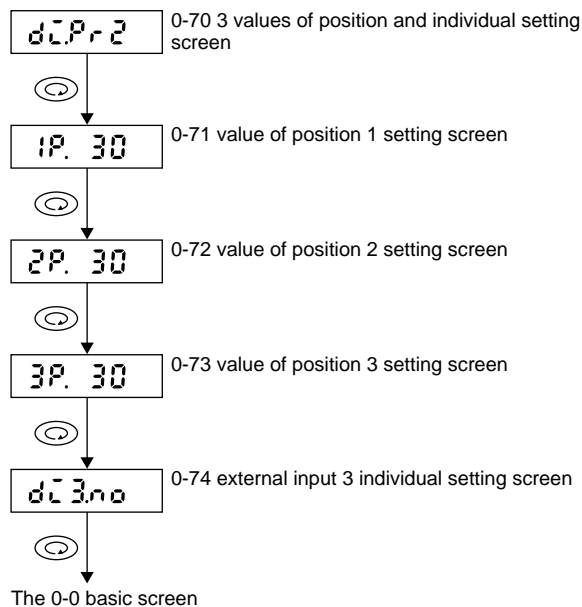 di.Pr2
0-70 3 values of position and individual setting
screen
1P. 30
0-71 value of position 1 setting screen
2P. 30
0-72 value of position 2 setting screen
3P. 30
0-73 value of position 3 setting screen
di 3.no
0-74 external input 3 individual setting screen
The 0-0 basic screen